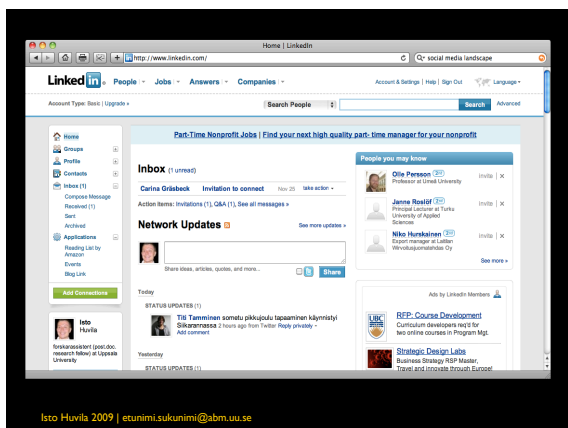 Home | LinkedIn
http://www.linkedin.com/
social media landscape
Linked in. People Jobs Answers Companies Account & Settings | Help | Sign Out Language
Account Type: Basic | Upgrade » Search People Search Advanced
Home
Groups
Profile
Contacts
Inbox (1)
Compose Message
Received (1)
Sent
Archived
Applications
Reading List by
Amazon
Events
Blog Link
Add Connections
Isto
Huvila
forskarassistent (post.doc.
research fellow) at Uppsala
University
Part-Time Nonprofit Jobs | Find your next high quality part- time manager for your nonprofit
Inbox (1 unread)
Carina Gräsbeck Invitation to connect Nov 25 take action
Action Items: Invitations (1), Q&A (1), See all messages »
Network Updates See more updates »
Share ideas, articles, quotes, and more... Share
Today
STATUS UPDATES (1)
Titi Tamminen sometu pikkujoulu tapaaminen käynnistyi
Siikarannassa 2 hours ago from Twitter Reply privately
Add comment
Yesterday
STATUS UPDATES (1)
People you may know
Olle Persson 2nd Invite | X
Professor at Umeå University
Janne Roslöf 2nd Invite | X
Principal Lecturer at Turku
University of Applied
Sciences
Niko Hurskainen 2nd Invite | X
Export manager at Laitilan
Wirvoitusjuomatehdas Oy
See more »
Ads by LinkedIn Members
UBC
RFP: Course Development
Curriculum developers req'd for
two online courses in Program Mgt.
Strategic Design Labs
Business Strategy RSP Master,
Travel and innovate through Europe!
Isto Huvila 2009 | etunimi.sukunimi@abm.uu.se